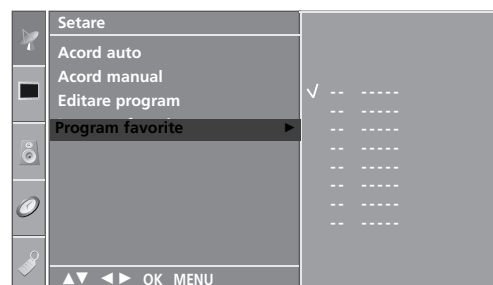 Setare
Acord auto
Acord manual
Editare program
Program favorite ►
√ -- -----
-- -----
-- -----
-- -----
-- -----
-- -----
-- -----
-- -----
▲▼ ◄► OK MENU